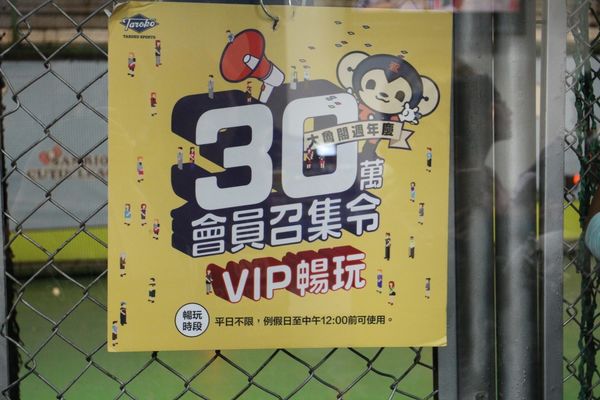 Taroko
TAROKO SPORTS
大魯閣週年慶
30萬
會員召集令
VIP暢玩
暢玩
時段
平日不限,例假日至中午12:00前可使用。